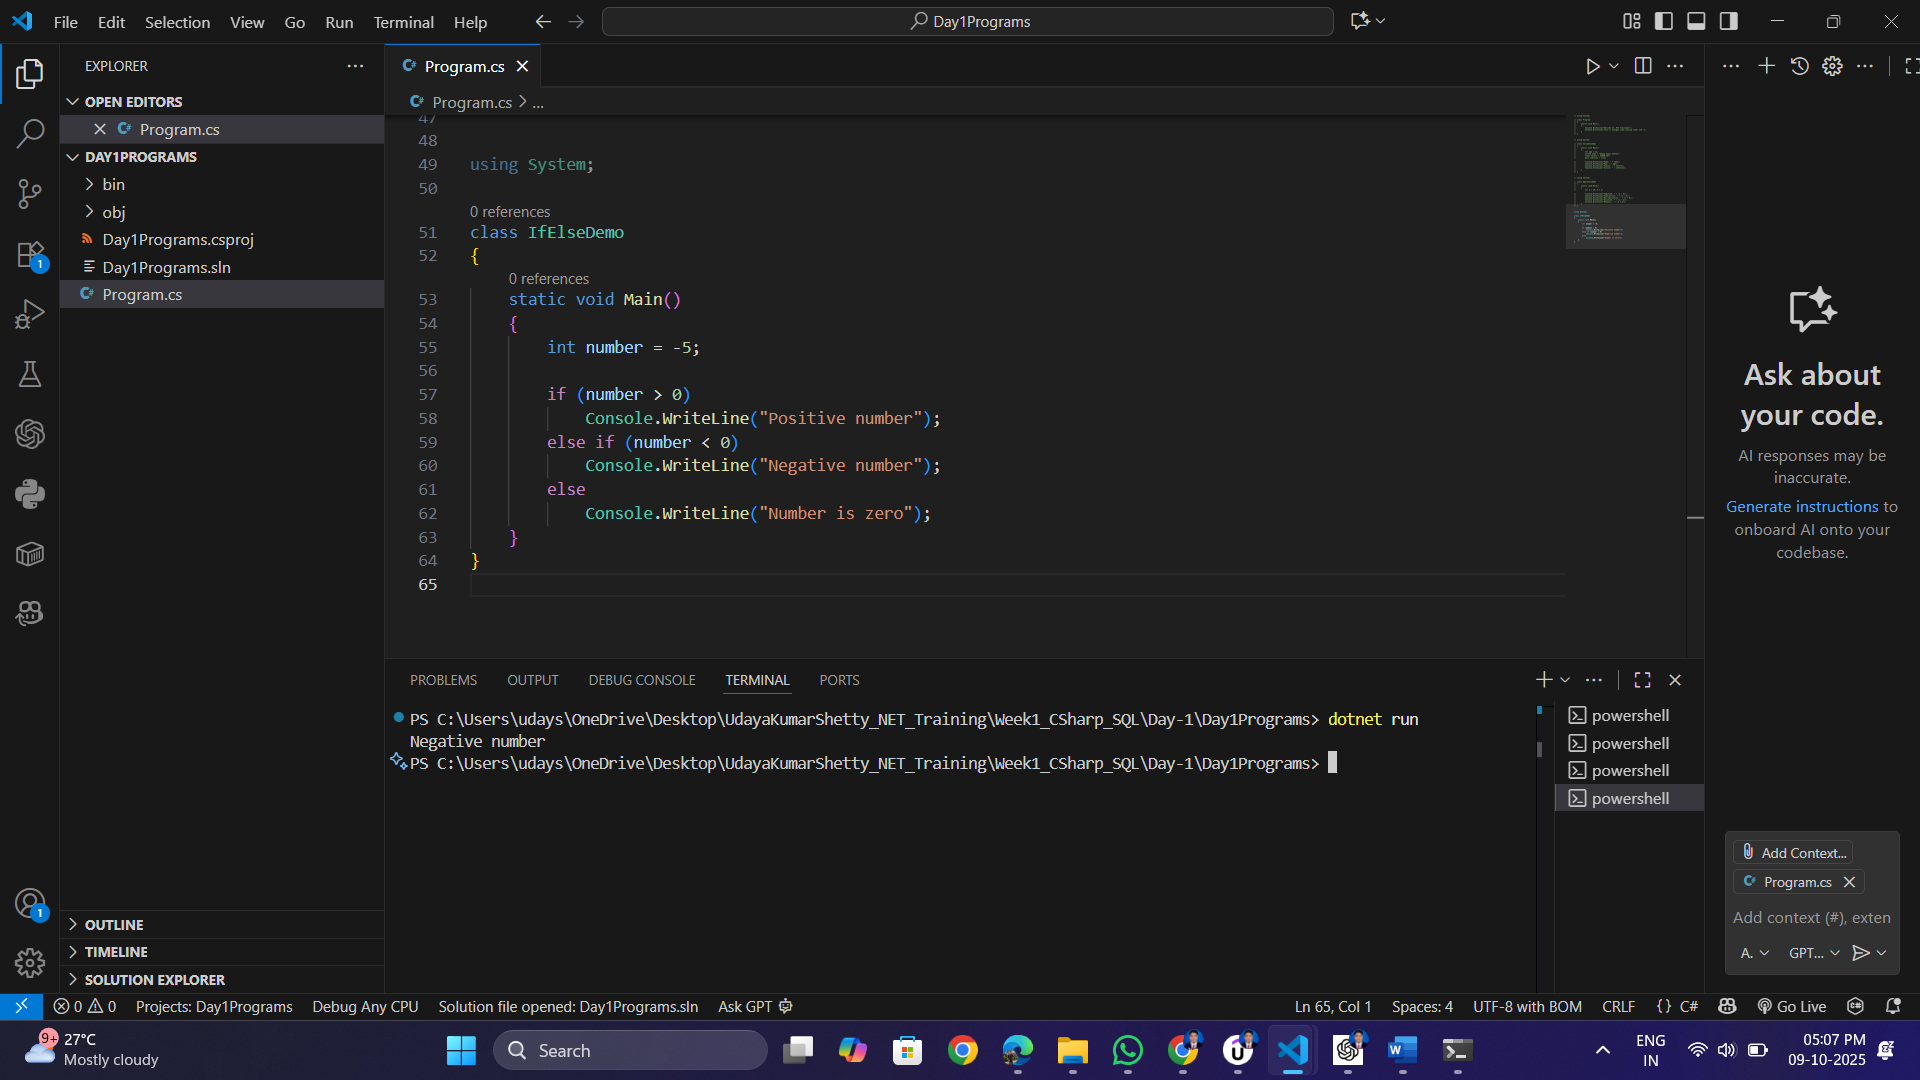 File Edit Selection View Go Run Terminal Help
Day1Programs
EXPLORER
OPEN EDITORS
Program.cs
DAY1PROGRAMS
bin
obj
Day1Programs.csproj
Day1Programs.sln
Program.cs
OUTLINE
TIMELINE
SOLUTION EXPLORER
Program.cs
Program.cs > ...
47
48
49 using System;
50
0 references
51 class IfElseDemo
52 {
0 references
53 static void Main()
54 {
55 int number = -5;
56
57 if (number > 0)
58 Console.WriteLine("Positive number");
59 else if (number < 0)
60 Console.WriteLine("Negative number");
61 else
62 Console.WriteLine("Number is zero");
63 }
64 }
65
PROBLEMS OUTPUT DEBUG CONSOLE TERMINAL PORTS
PS C:\Users\udays\OneDrive\Desktop\UdayaKumarShetty_NET_Training\Week1_CSharp_SQL\Day-1\Day1Programs> dotnet run
Negative number
PS C:\Users\udays\OneDrive\Desktop\UdayaKumarShetty_NET_Training\Week1_CSharp_SQL\Day-1\Day1Programs>
powershell
powershell
powershell
powershell
Ask about
your code.
AI responses may be
inaccurate.
Generate instructions to
onboard AI onto your
codebase.
Add Context...
Program.cs
Add context (#), exten
A. GPT...
1
1
0 0 Projects: Day1Programs Debug Any CPU Solution file opened: Day1Programs.sln Ask GPT
Ln 65, Col 1 Spaces: 4 UTF-8 with BOM CRLF {} C# Go Live
9+
27°C
Mostly cloudy
Search
ENG
IN
05:07 PM
09-10-2025